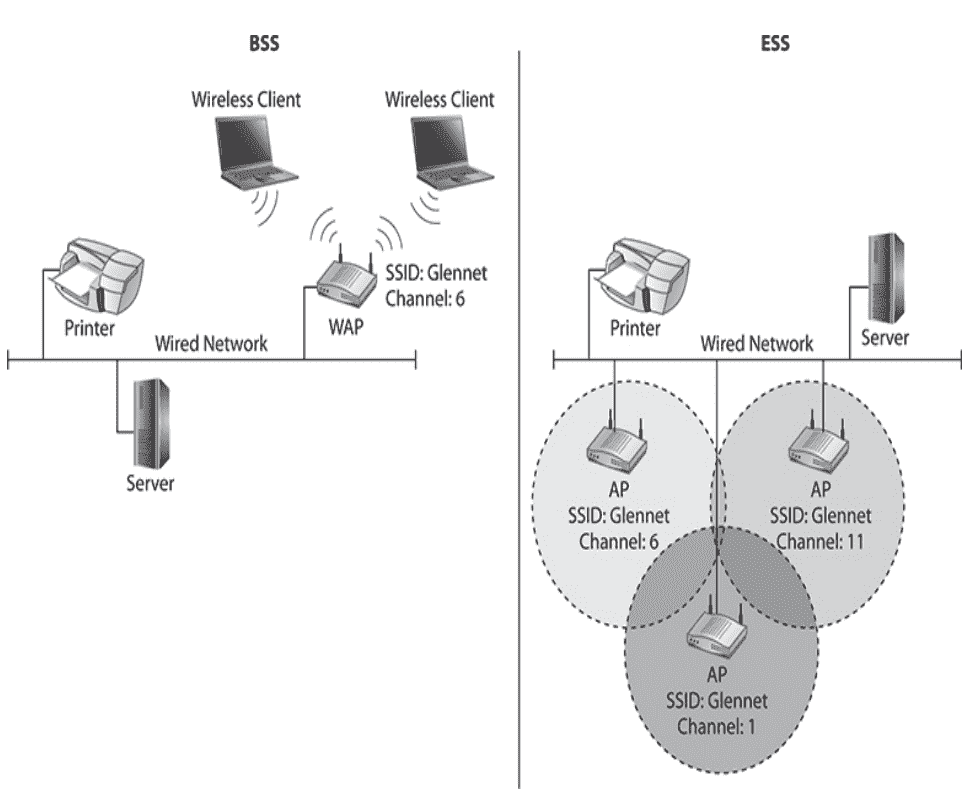 BSS
Wireless Client
Wireless Client
SSID: Glennet
Channel: 6
WAP
Printer
Wired Network
Server
ESS
Printer
Server
Wired Network
AP
SSID: Glennet
Channel: 6
AP
SSID: Glennet
Channel: 11
AP
SSID: Glennet
Channel: 1